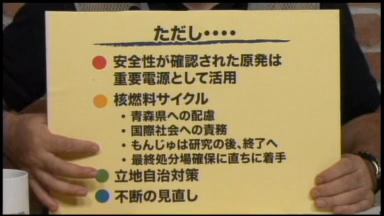 ただし････
● 安全性が確認された原発は
重要電源として活用
● 核燃料サイクル
・青森県への配慮
・国際社会への責務
・もんじゅは研究の後、終了へ
・最終処分場確保に直ちに着手
● 立地自治対策
● 不断の見直し